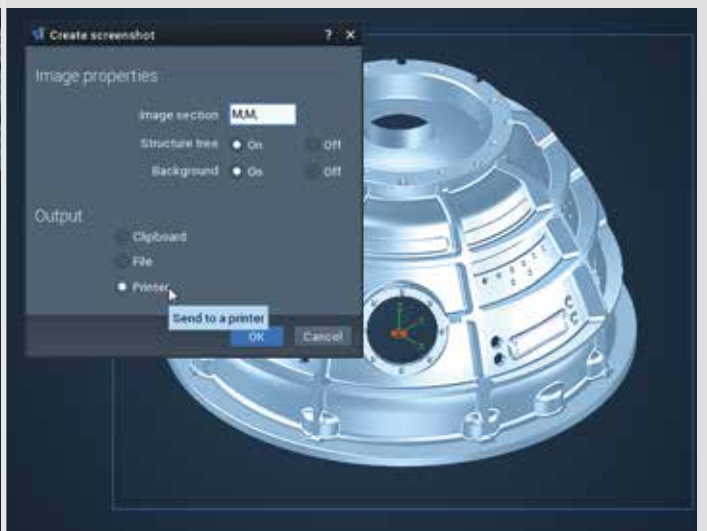 Create screenshot ? ×
Image properties
Image section M,M,
Structure tree On Off
Background On Off
Output
Clipboard
File
Printer
Send to a printer
OK Cancel